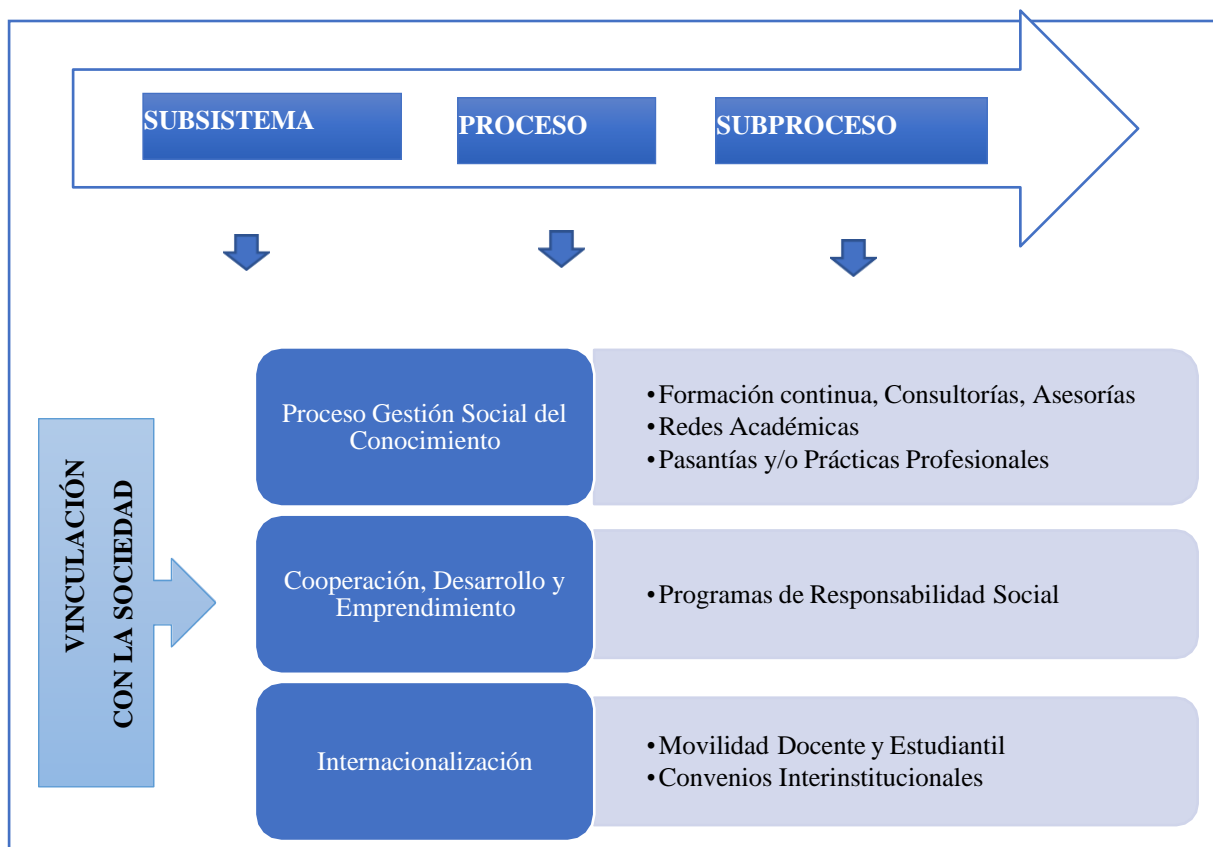 SUBSISTEMA
PROCESO
SUBPROCESO
VINCULACIÓN
CON LA SOCIEDAD
Proceso Gestión Social del
Conocimiento
•Formación continua, Consultorías, Asesorías
•Redes Académicas
•Pasantías y/o Prácticas Profesionales
Cooperación, Desarrollo y
Emprendimiento
•Programas de Responsabilidad Social
Internacionalización
•Movilidad Docente y Estudiantil
•Convenios Interinstitucionales